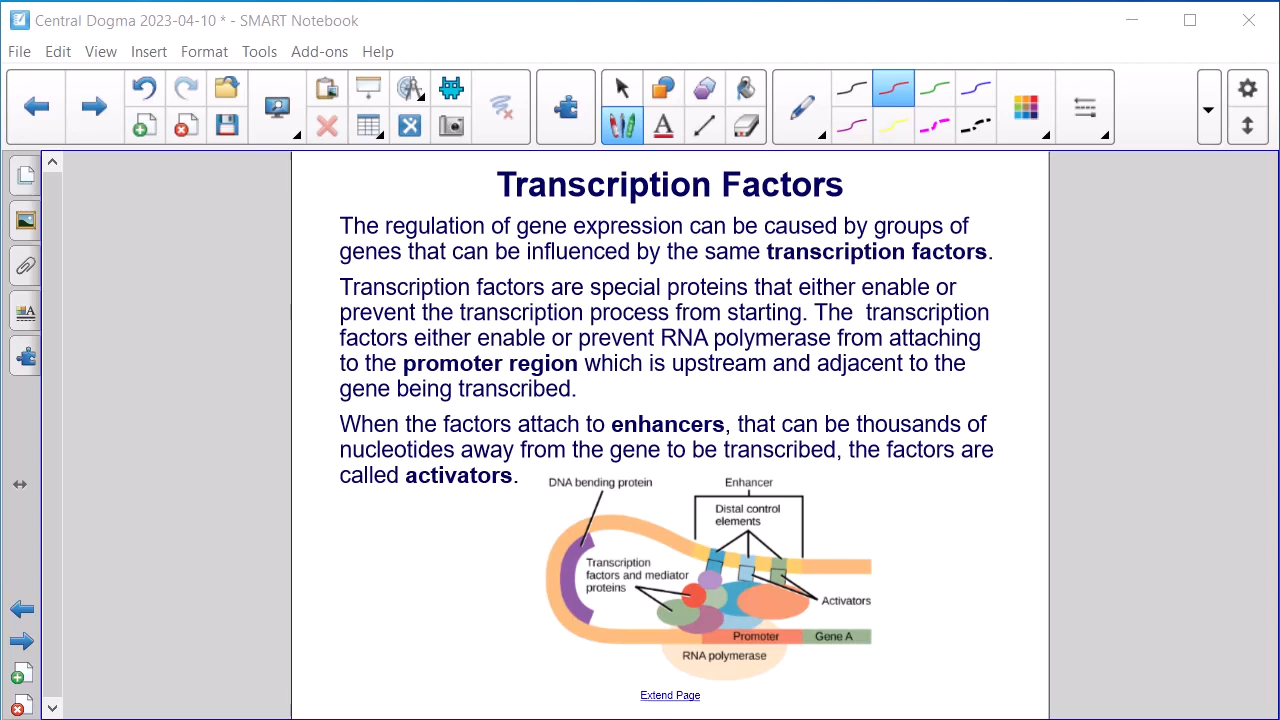 Central Dogma 2023-04-10 * - SMART Notebook
File Edit View Insert Format Tools Add-ons Help
Transcription Factors
The regulation of gene expression can be caused by groups of
genes that can be influenced by the same transcription factors.
Transcription factors are special proteins that either enable or
prevent the transcription process from starting. The  transcription
factors either enable or prevent RNA polymerase from attaching
to the promoter region which is upstream and adjacent to the
gene being transcribed.
When the factors attach to enhancers, that can be thousands of
nucleotides away from the gene to be transcribed, the factors are
called activators.
DNA bending protein
Enhancer
Distal control
elements
Transcription
factors and mediator
proteins
Activators
Promoter
Gene A
RNA polymerase
Extend Page